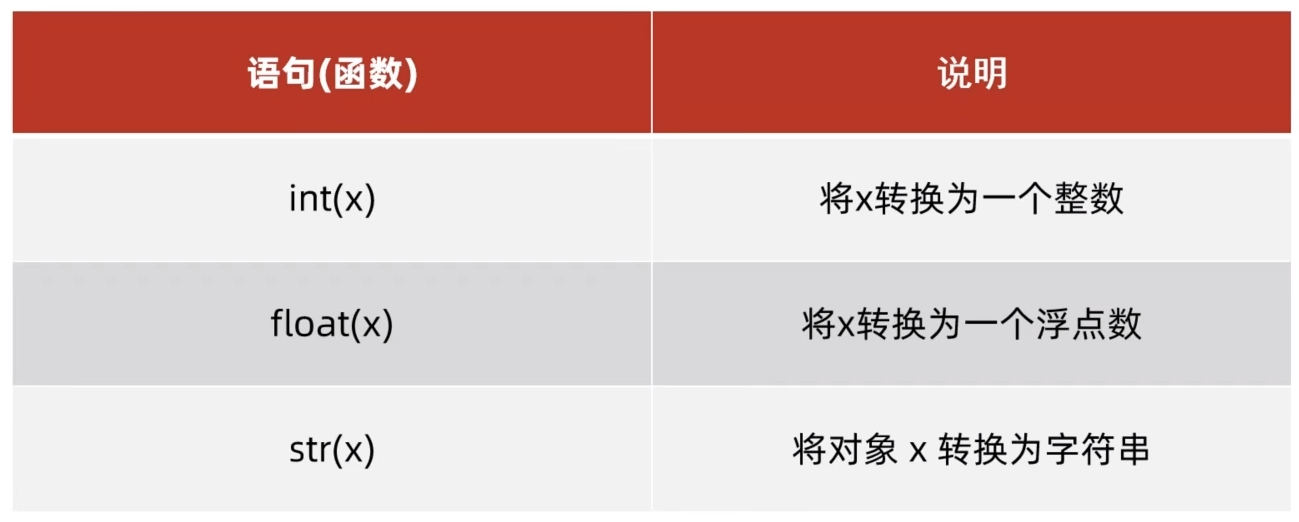 语句(函数)
说明
int(x)
将x转换为一个整数
float(x)
将x转换为一个浮点数
str(x)
将对象 x 转换为字符串